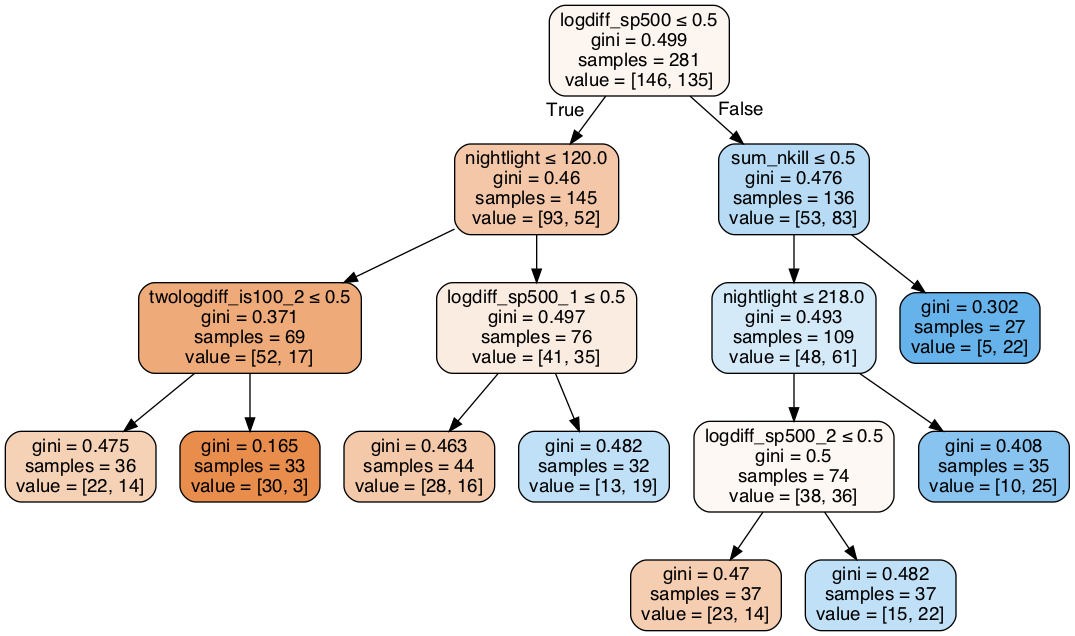 logdiff_sp500 ≤ 0.5
gini = 0.499
samples = 281
value = [146, 135]
True
False
nightlight ≤ 120.0
gini = 0.46
samples = 145
value = [93, 52]
sum_nkill ≤ 0.5
gini = 0.476
samples = 136
value = [53, 83]
twologdiff_is100_2 ≤ 0.5
gini = 0.371
samples = 69
value = [52, 17]
logdiff_sp500_1 ≤ 0.5
gini = 0.497
samples = 76
value = [41, 35]
nightlight ≤ 218.0
gini = 0.493
samples = 109
value = [48, 61]
gini = 0.302
samples = 27
value = [5, 22]
gini = 0.475
samples = 36
value = [22, 14]
gini = 0.165
samples = 33
value = [30, 3]
gini = 0.463
samples = 44
value = [28, 16]
gini = 0.482
samples = 32
value = [13, 19]
logdiff_sp500_2 ≤ 0.5
gini = 0.5
samples = 74
value = [38, 36]
gini = 0.408
samples = 35
value = [10, 25]
gini = 0.47
samples = 37
value = [23, 14]
gini = 0.482
samples = 37
value = [15, 22]